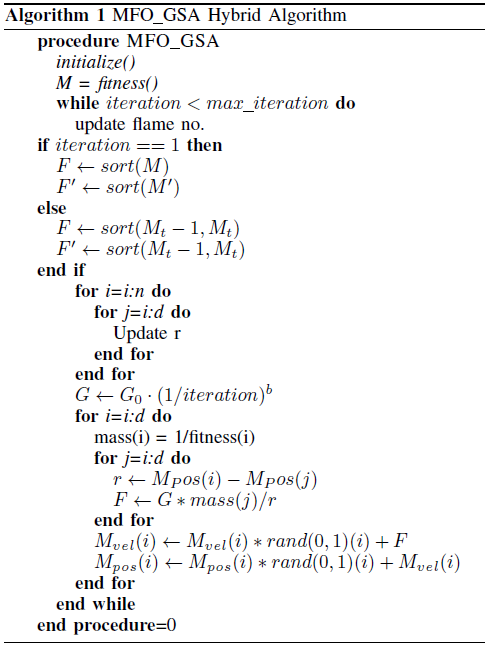 Algorithm 1 MFO_GSA Hybrid Algorithm
procedure MFO_GSA
initialize()
M = fitness()
while iteration < max_iteration do
update flame no.
if iteration == 1 then
F ← sort(M)
F′ ← sort(M′)
else
F ← sort(M_t − 1, M_t)
F′ ← sort(M_t − 1, M_t)
end if
for i=i:n do
for j=i:d do
Update r
end for
end for
G ← G_0 · (1/iteration)^b
for i=i:d do
mass(i) = 1/fitness(i)
for j=i:d do
r ← M_Pos(i) − M_Pos(j)
F ← G * mass(j)/r
end for
M_vel(i) ← M_vel(i) * rand(0, 1)(i) + F
M_pos(i) ← M_pos(i) * rand(0, 1)(i) + M_vel(i)
end for
end while
end procedure=0